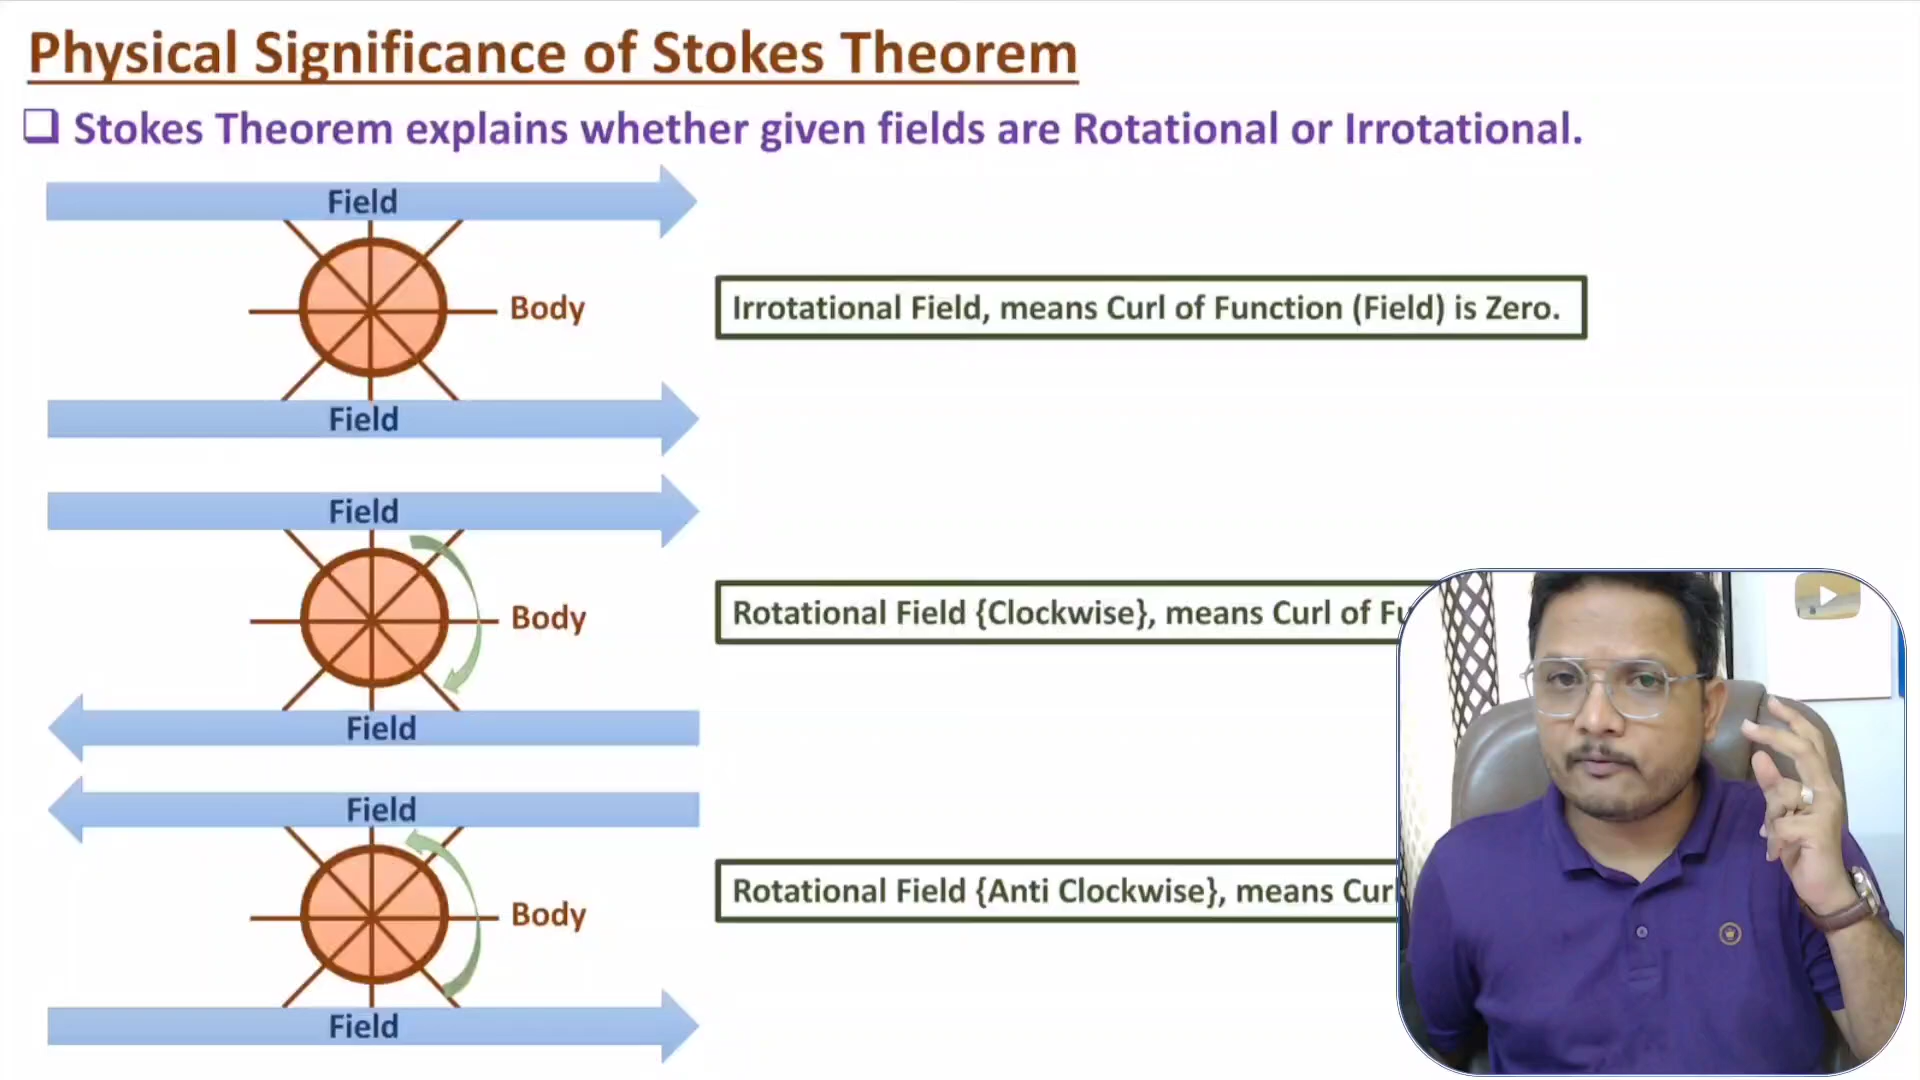 Physical Significance of Stokes Theorem
Stokes Theorem explains whether given fields are Rotational or Irrotational.
Field
Body
Irrotational Field, means Curl of Function (Field) is Zero.
Field
Field
Body
Rotational Field {Clockwise}, means Curl of
Field
Field
Body
Rotational Field {Anti Clockwise}, means Curl
Field